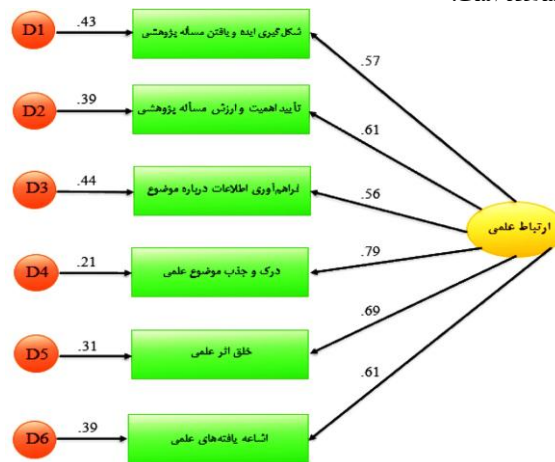 D1 .43 شکل‌گیری ایده و یافتن مسأله پژوهشی .57
D2 .39 تأیید اهمیت و ارزش مسأله پژوهشی .61
D3 .44 فراهم‌آوری اطلاعات درباره موضوع .56
ارتباط علمی
D4 .21 درک و جذب موضوع علمی .79
D5 .31 خلق اثر علمی .69
D6 .39 اشاعه یافته‌های علمی .61